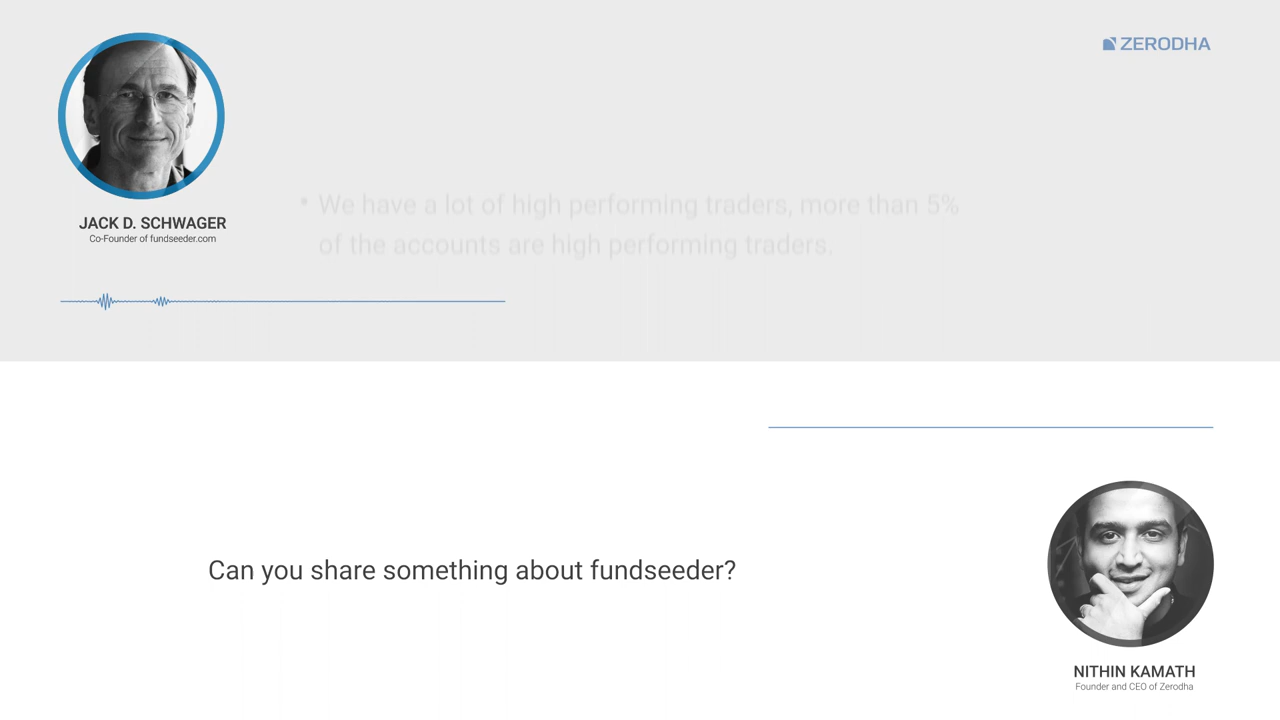 ZERODHA
JACK D. SCHWAGER
Co-Founder of fundseeder.com
• We have a lot of high performing traders, more than 5%
of the accounts are high performing traders.
Can you share something about fundseeder?
NITHIN KAMATH
Founder and CEO of Zerodha